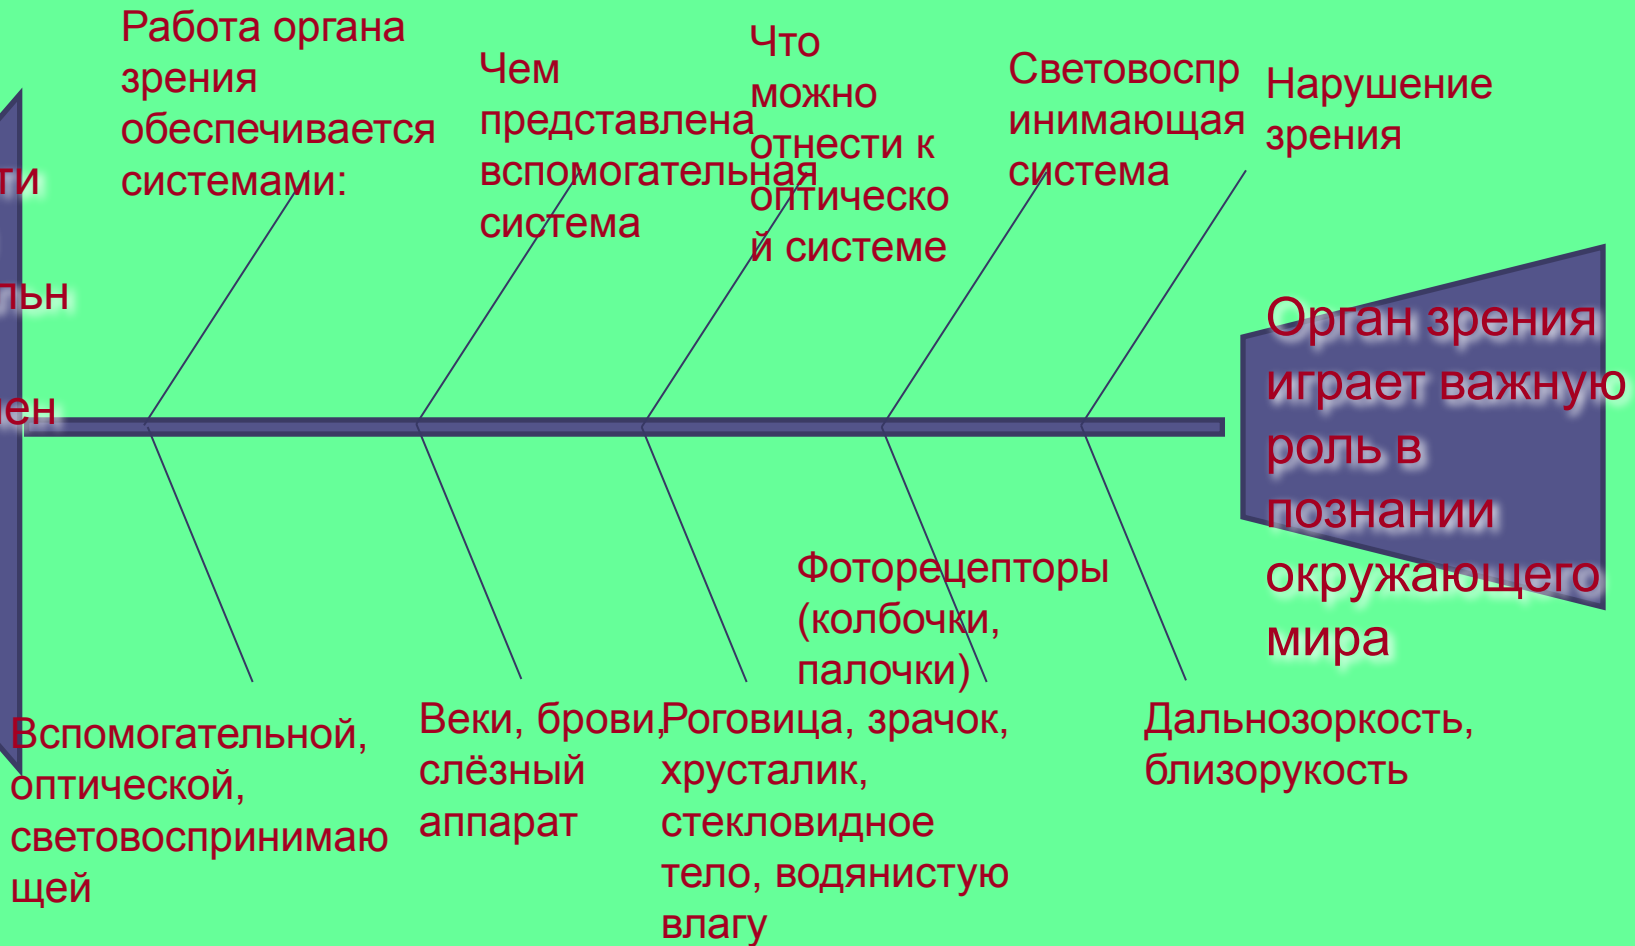 Работа органа
зрения
обеспечивается
системами:
Чем
представлена
вспомогательная
система
Что
можно
отнести к
оптическо
й системе
Световоспр
инимающая
система
Нарушение
зрения
Орган зрения
играет важную
роль в
познании
окружающего
мира
Вспомогательной,
оптической,
световоспринимаю
щей
Веки, брови,
слёзный
аппарат
Роговица, зрачок,
хрусталик,
стекловидное
тело, водянистую
влагу
Фоторецепторы
(колбочки,
палочки)
Дальнозоркость,
близорукость